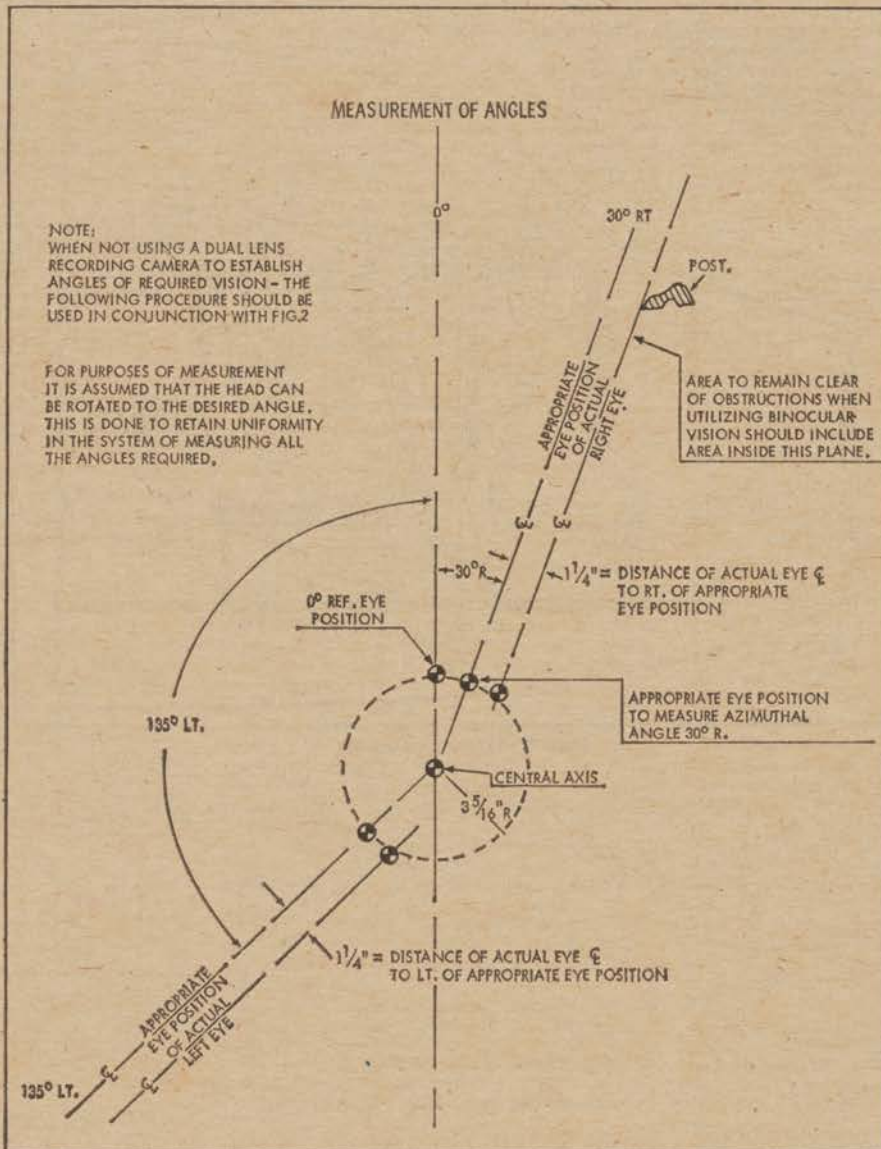 MEASUREMENT OF ANGLES
0°
30° RT
NOTE:
WHEN NOT USING A DUAL LENS
RECORDING CAMERA TO ESTABLISH
ANGLES OF REQUIRED VISION – THE
FOLLOWING PROCEDURE SHOULD BE
USED IN CONJUNCTION WITH FIG.2
FOR PURPOSES OF MEASUREMENT
IT IS ASSUMED THAT THE HEAD CAN
BE ROTATED TO THE DESIRED ANGLE.
THIS IS DONE TO RETAIN UNIFORMITY
IN THE SYSTEM OF MEASURING ALL
THE ANGLES REQUIRED.
POST.
AREA TO REMAIN CLEAR
OF OBSTRUCTIONS WHEN
UTILIZING BINOCULAR
VISION SHOULD INCLUDE
AREA INSIDE THIS PLANE.
APPROPRIATE
EYE POSITION
OF ACTUAL
RIGHT EYE
℄
℄
30° R
1 1/4" = DISTANCE OF ACTUAL EYE ℄
TO RT. OF APPROPRIATE
EYE POSITION
0° REF. EYE
POSITION
APPROPRIATE EYE POSITION
TO MEASURE AZIMUTHAL
ANGLE 30° R.
135° LT.
CENTRAL AXIS
3 5/16" R
1 1/4" = DISTANCE OF ACTUAL EYE ℄
TO LT. OF APPROPRIATE EYE POSITION
APPROPRIATE
EYE POSITION
OF ACTUAL
LEFT EYE
℄
℄
135° LT.